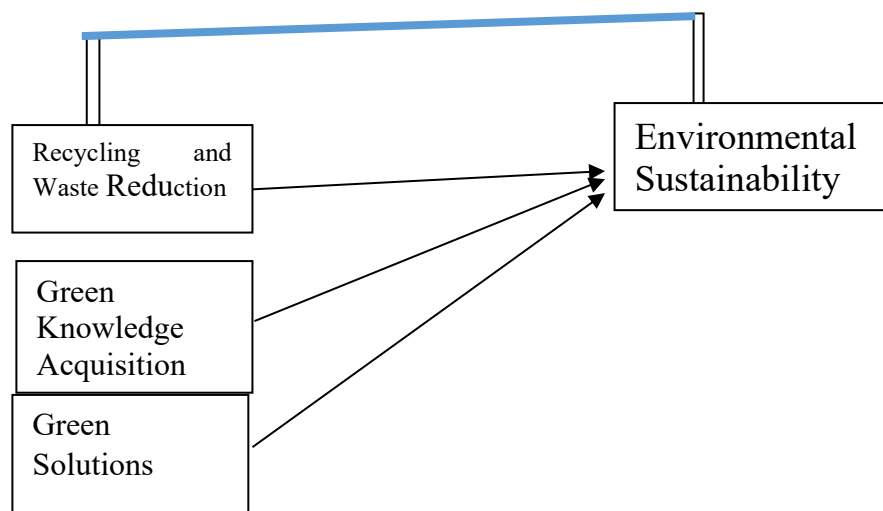 Recycling and
Waste Reduction
Environmental
Sustainability
Green
Knowledge
Acquisition
Green
Solutions